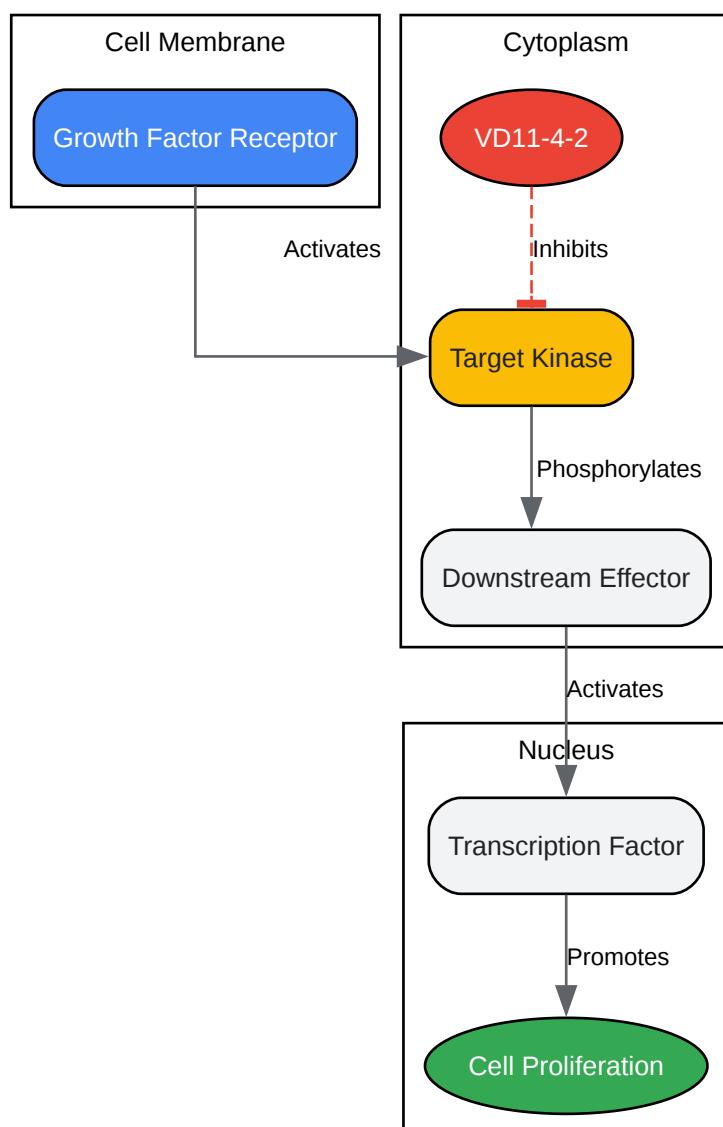 Cell Membrane
Growth Factor Receptor
Cytoplasm
VD11-4-2
Activates
Inhibits
Target Kinase
Phosphorylates
Downstream Effector
Activates
Nucleus
Transcription Factor
Promotes
Cell Proliferation